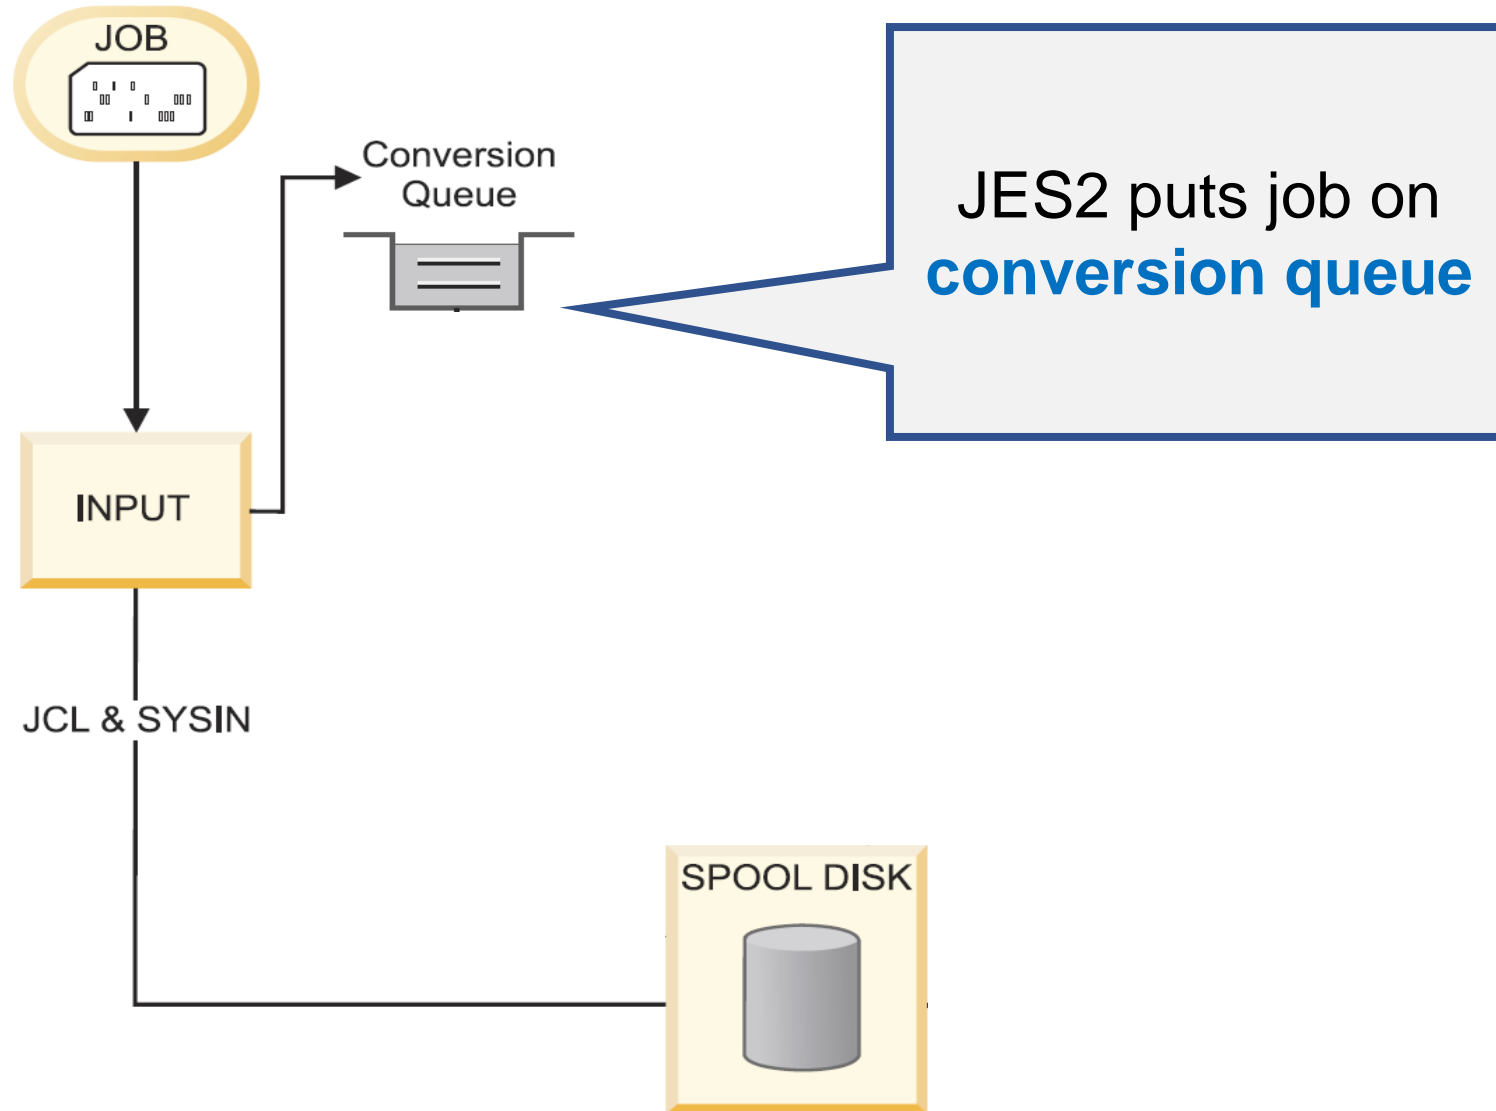 JOB
Conversion
Queue
JES2 puts job on
conversion queue
INPUT
JCL & SYSIN
SPOOL DISK